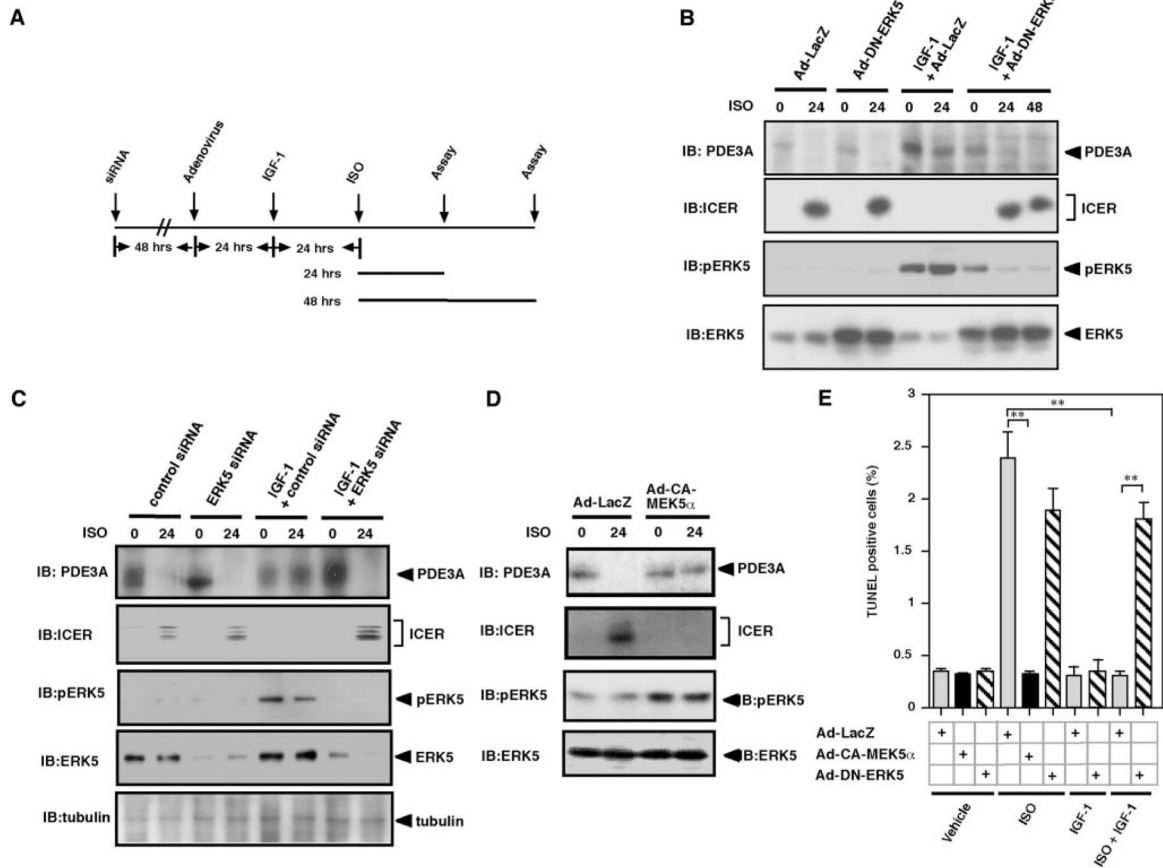 A
siRNA
Adenovirus
IGF-1
ISO
Assay
Assay
48 hrs
24 hrs
24 hrs
24 hrs
48 hrs
B
Ad-LacZ
Ad-DN-ERK5
IGF-1
+ Ad-LacZ
IGF-1
+ Ad-DN-ERK5
ISO 0 24 0 24 0 24 0 24 48
IB: PDE3A PDE3A
IB:ICER ICER
IB:pERK5 pERK5
IB:ERK5 ERK5
C
control siRNA
ERK5 siRNA
IGF-1
+ control siRNA
IGF-1
+ ERK5 siRNA
ISO 0 24 0 24 0 24 0 24
IB: PDE3A PDE3A
IB:ICER ICER
IB:pERK5 pERK5
IB:ERK5 ERK5
IB:tubulin tubulin
D
Ad-LacZ
Ad-CA-
MEK5α
ISO 0 24 0 24
IB: PDE3A PDE3A
IB:ICER ICER
IB:pERK5 B:pERK5
IB:ERK5 B:ERK5
E
TUNEL positive cells (%)
3
2.5
2
1.5
1
0.5
0
**
**
**
Ad-LacZ + + + +
Ad-CA-MEK5α + +
Ad-DN-ERK5 + + + +
Vehicle
ISO
IGF-1
ISO + IGF-1